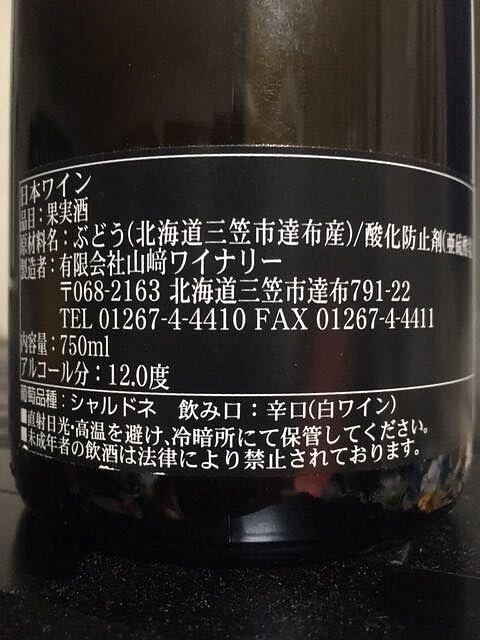 日本ワイン
品目：果実酒
原材料名：ぶどう(北海道三笠市達布産)/酸化防止剤(亜硫酸
製造者：有限会社山﨑ワイナリー
〒068-2163 北海道三笠市達布791-22
TEL 01267-4-4410 FAX 01267-4-4411
内容量：750ml
アルコール分：12.0度
葡萄品種：シャルドネ 飲み口：辛口(白ワイン)
■直射日光・高温を避け、冷暗所にて保管してください。
■未成年者の飲酒は法律により禁止されております。